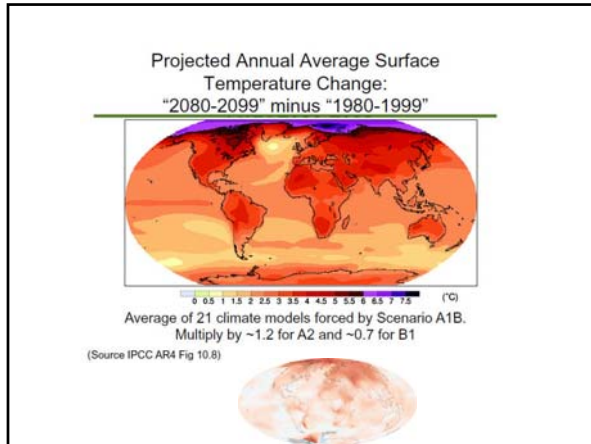 Projected Annual Average Surface
Temperature Change:
“2080-2099” minus “1980-1999”
0 0.5 1 1.5 2 2.5 3 3.5 4 4.5 5 5.5 6 6.5 7 7.5 (°C)
Average of 21 climate models forced by Scenario A1B.
Multiply by ~1.2 for A2 and ~0.7 for B1
(Source IPCC AR4 Fig 10.8)